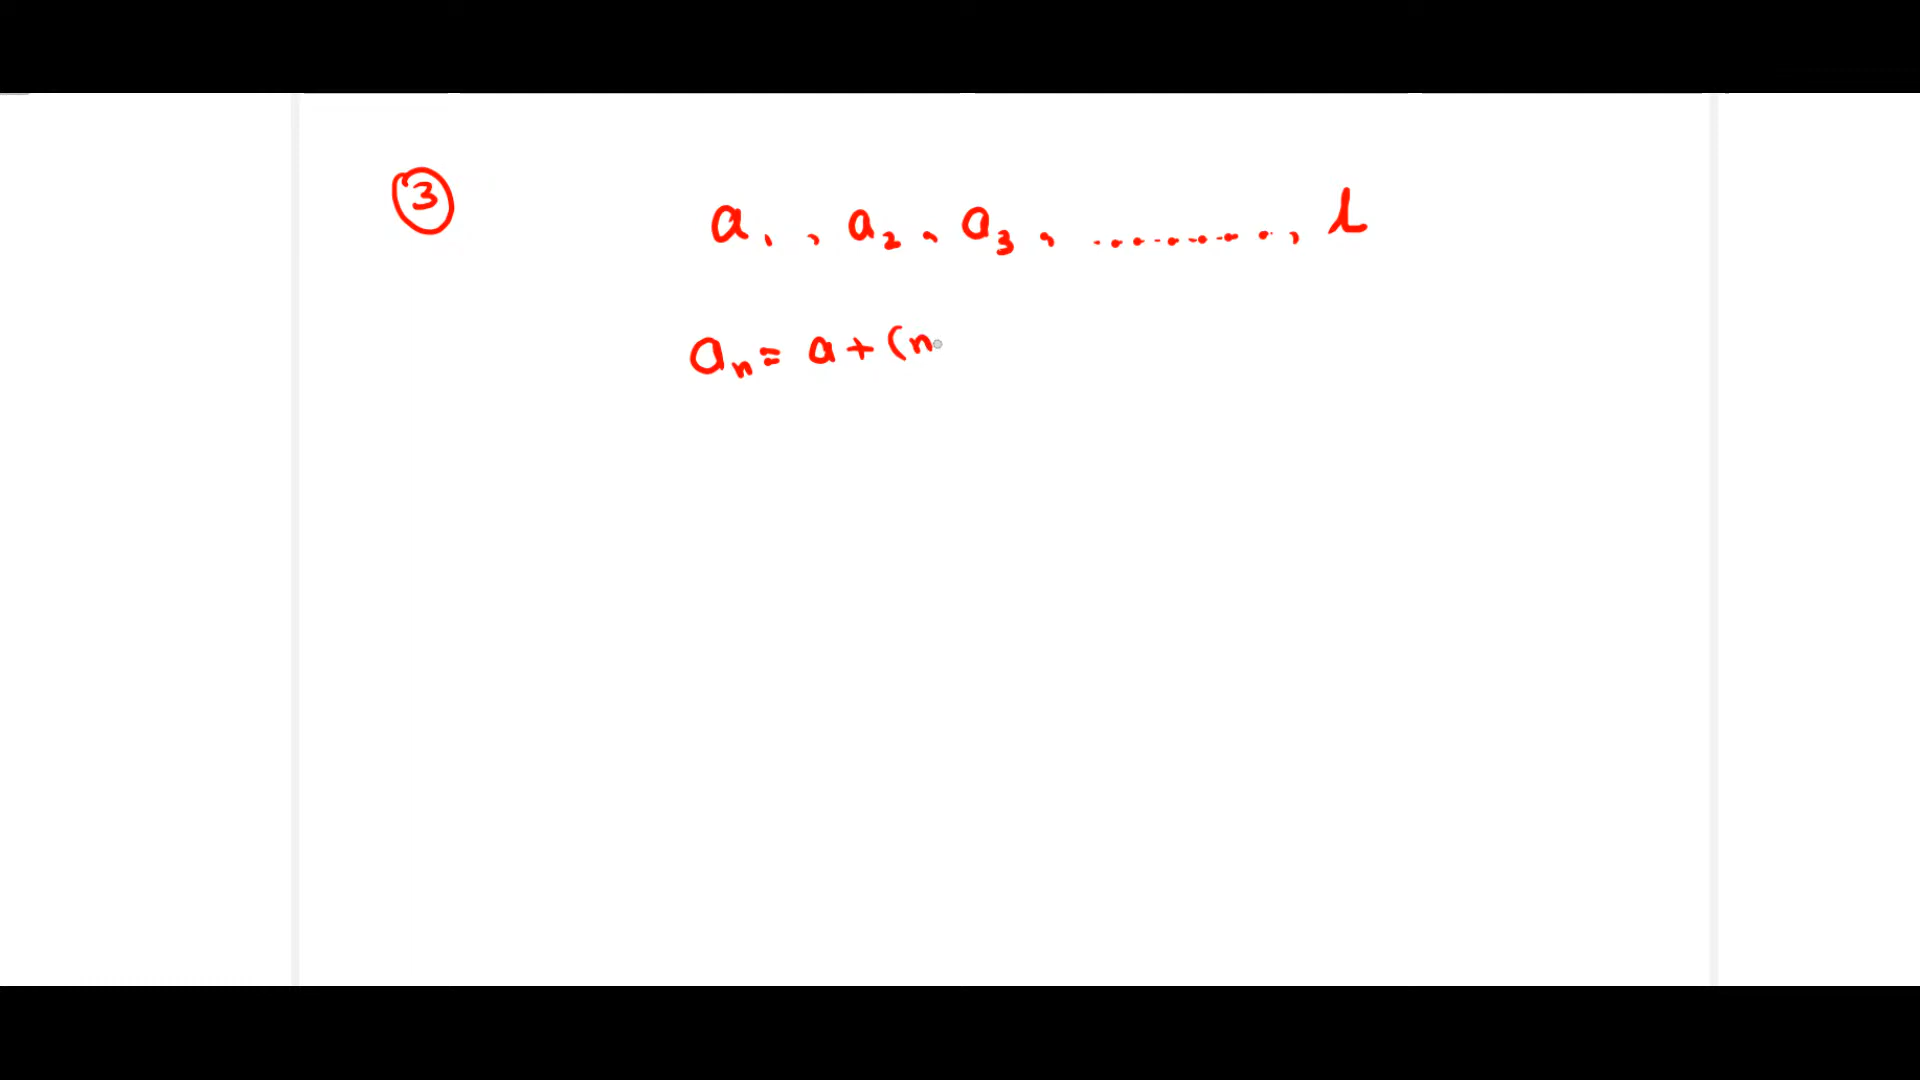 ③
a₁, a₂, a₃, ........, l
aₙ = a + (n